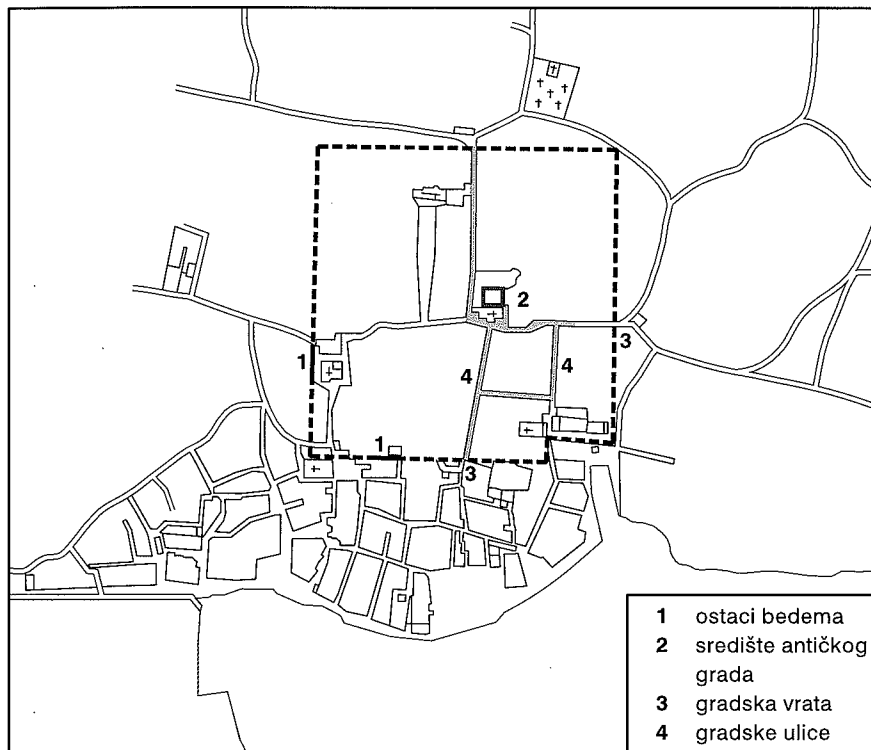 2
1
3
4
4
1
3
1 ostaci bedema
2 središte antičkog
grada
3 gradska vrata
4 gradske ulice